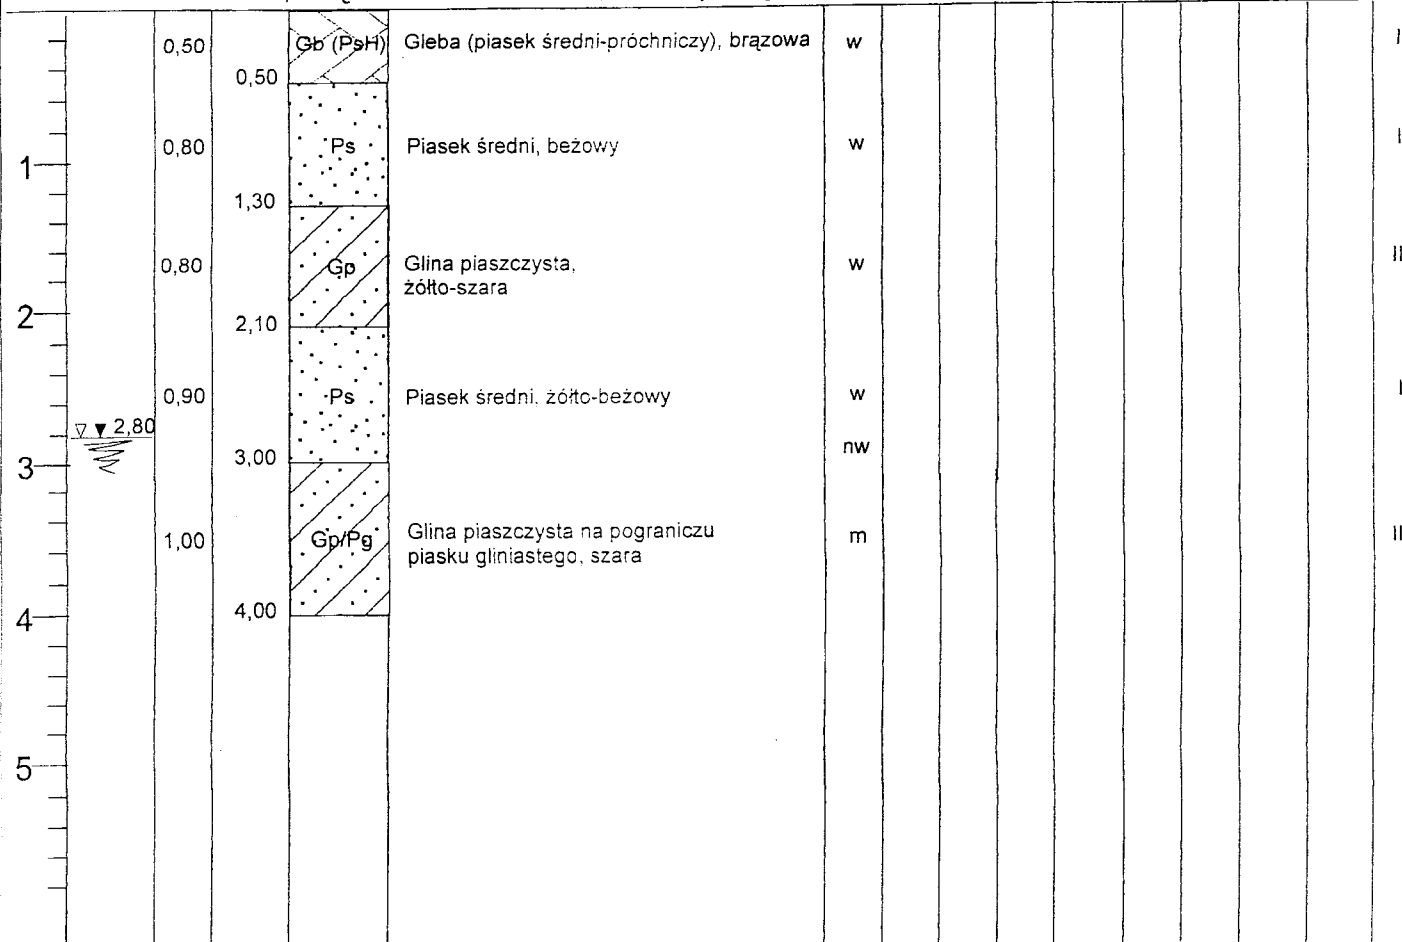 0,50 Gb (PsH) Gleba (piasek średni-próchniczy), brązowa w I
0,50
1 0,80 Ps Piasek średni, beżowy w I
1,30
0,80 Gp Glina piaszczysta, w II
żółto-szara
2 2,10
0,90 Ps Piasek średni, żółto-beżowy w I
2,80
nw
3 3,00
1,00 Gp/Pg Glina piaszczysta na pograniczu m II
piasku gliniastego, szara
4 4,00
5